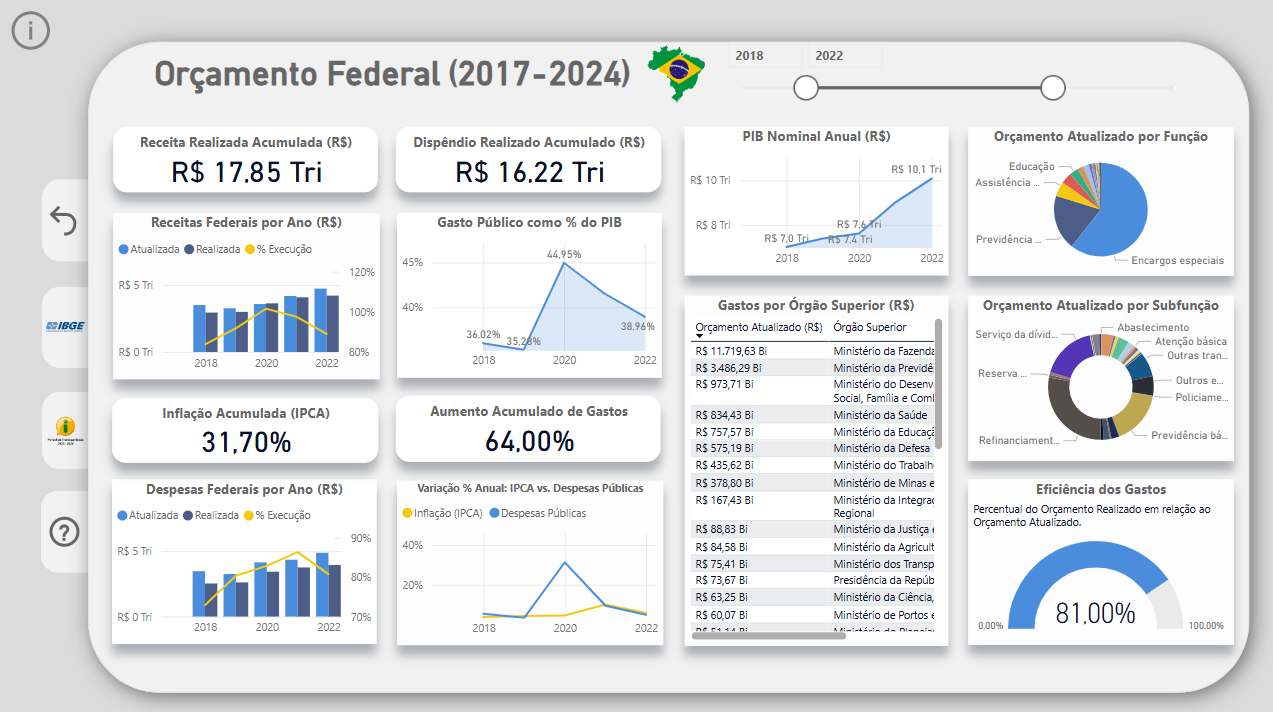 Orçamento Federal (2017-2024)
2018
2022
Receita Realizada Acumulada (R$)
R$ 17,85 Tri
Dispêndio Realizado Acumulado (R$)
R$ 16,22 Tri
PIB Nominal Anual (R$)
R$ 10 Tri
R$ 8 Tri
R$ 7,0 Tri
R$ 7,4 Tri
R$ 7,6 Tri
R$ 10,1 Tri
2018
2020
2022
Orçamento Atualizado por Função
Educação
Assistência ...
Previdência ...
Encargos especiais
Receitas Federais por Ano (R$)
Atualizada
Realizada
% Execução
R$ 5 Tri
R$ 0 Tri
120%
100%
80%
2018
2020
2022
Gasto Público como % do PIB
45%
40%
36,02%
35,28%
44,95%
38,96%
2018
2020
2022
IBGE
Gastos por Órgão Superior (R$)
Orçamento Atualizado (R$) Órgão Superior
R$ 11.719,63 Bi Ministério da Fazenda
R$ 3.486,29 Bi Ministério da Previdê
R$ 973,71 Bi Ministério do Desenv
Social, Família e Com
R$ 834,43 Bi Ministério da Saúde
R$ 757,57 Bi Ministério da Educaçã
R$ 575,19 Bi Ministério da Defesa
R$ 435,62 Bi Ministério do Trabalh
R$ 378,80 Bi Ministério de Minas e
R$ 167,43 Bi Ministério da Integraç
Regional
R$ 88,83 Bi Ministério da Justiça e
R$ 84,58 Bi Ministério da Agricult
R$ 75,41 Bi Ministério dos Transp
R$ 73,67 Bi Presidência da Repúb
R$ 63,25 Bi Ministério da Ciência,
R$ 60,07 Bi Ministério de Portos e
R$ 51,14 Bi Ministério do Planeja
Orçamento Atualizado por Subfunção
Serviço da dívid...
Abastecimento
Atenção básica
Outras tran...
Reserva ...
Outros e...
Policiame...
Refinanciament...
Previdência bá...
Inflação Acumulada (IPCA)
31,70%
Aumento Acumulado de Gastos
64,00%
Despesas Federais por Ano (R$)
Atualizada
Realizada
% Execução
R$ 5 Tri
R$ 0 Tri
90%
80%
70%
2018
2020
2022
Variação % Anual: IPCA vs. Despesas Públicas
Inflação (IPCA)
Despesas Públicas
40%
20%
2018
2020
2022
Eficiência dos Gastos
Percentual do Orçamento Realizado em relação ao
Orçamento Atualizado.
81,00%
0,00%
100,00%